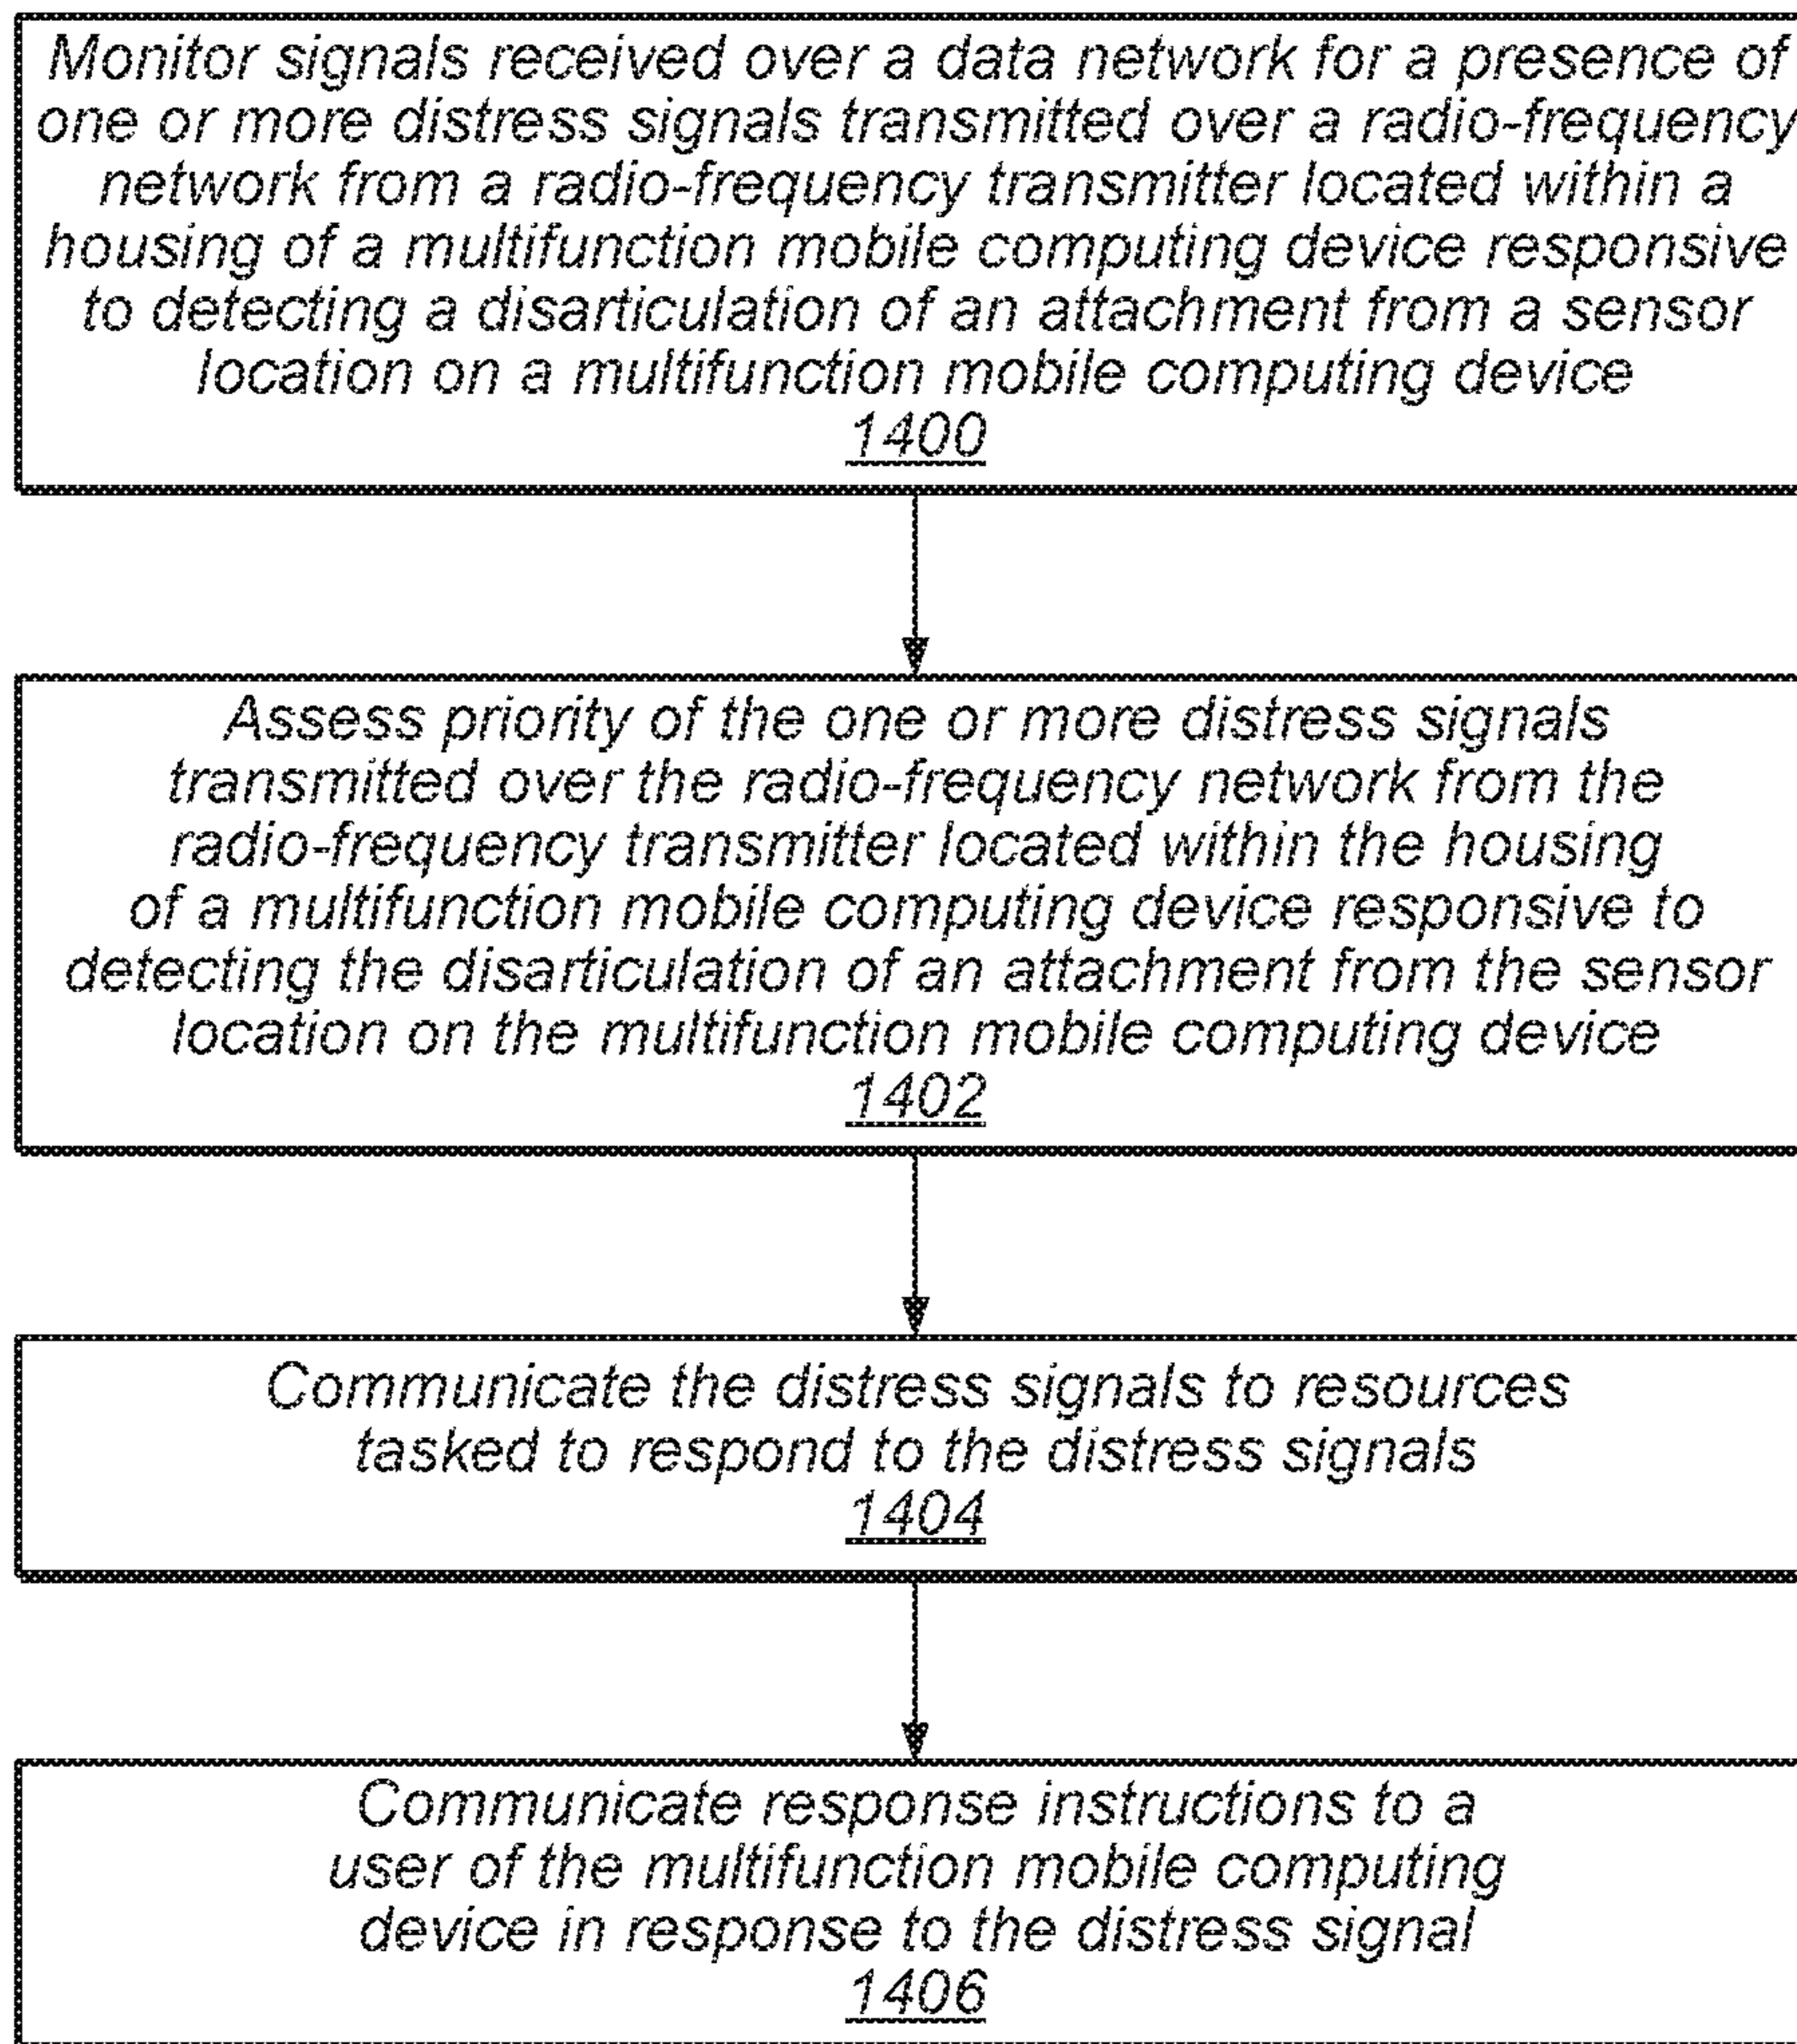 Monitor signals received over a data network for a presence of
one or more distress signals transmitted over a radio-frequency
network from a radio-frequency transmitter located within a
housing of a multifunction mobile computing device responsive
to detecting a disarticulation of an attachment from a sensor
location on a multifunction mobile computing device
1400
Assess priority of the one or more distress signals
transmitted over the radio-frequency network from the
radio-frequency transmitter located within the housing
of a multifunction mobile computing device responsive to
detecting the disarticulation of an attachment from the sensor
location on the multifunction mobile computing device
1402
Communicate the distress signals to resources
tasked to respond to the distress signals
1404
Communicate response instructions to a
user of the multifunction mobile computing
device in response to the distress signal
1406